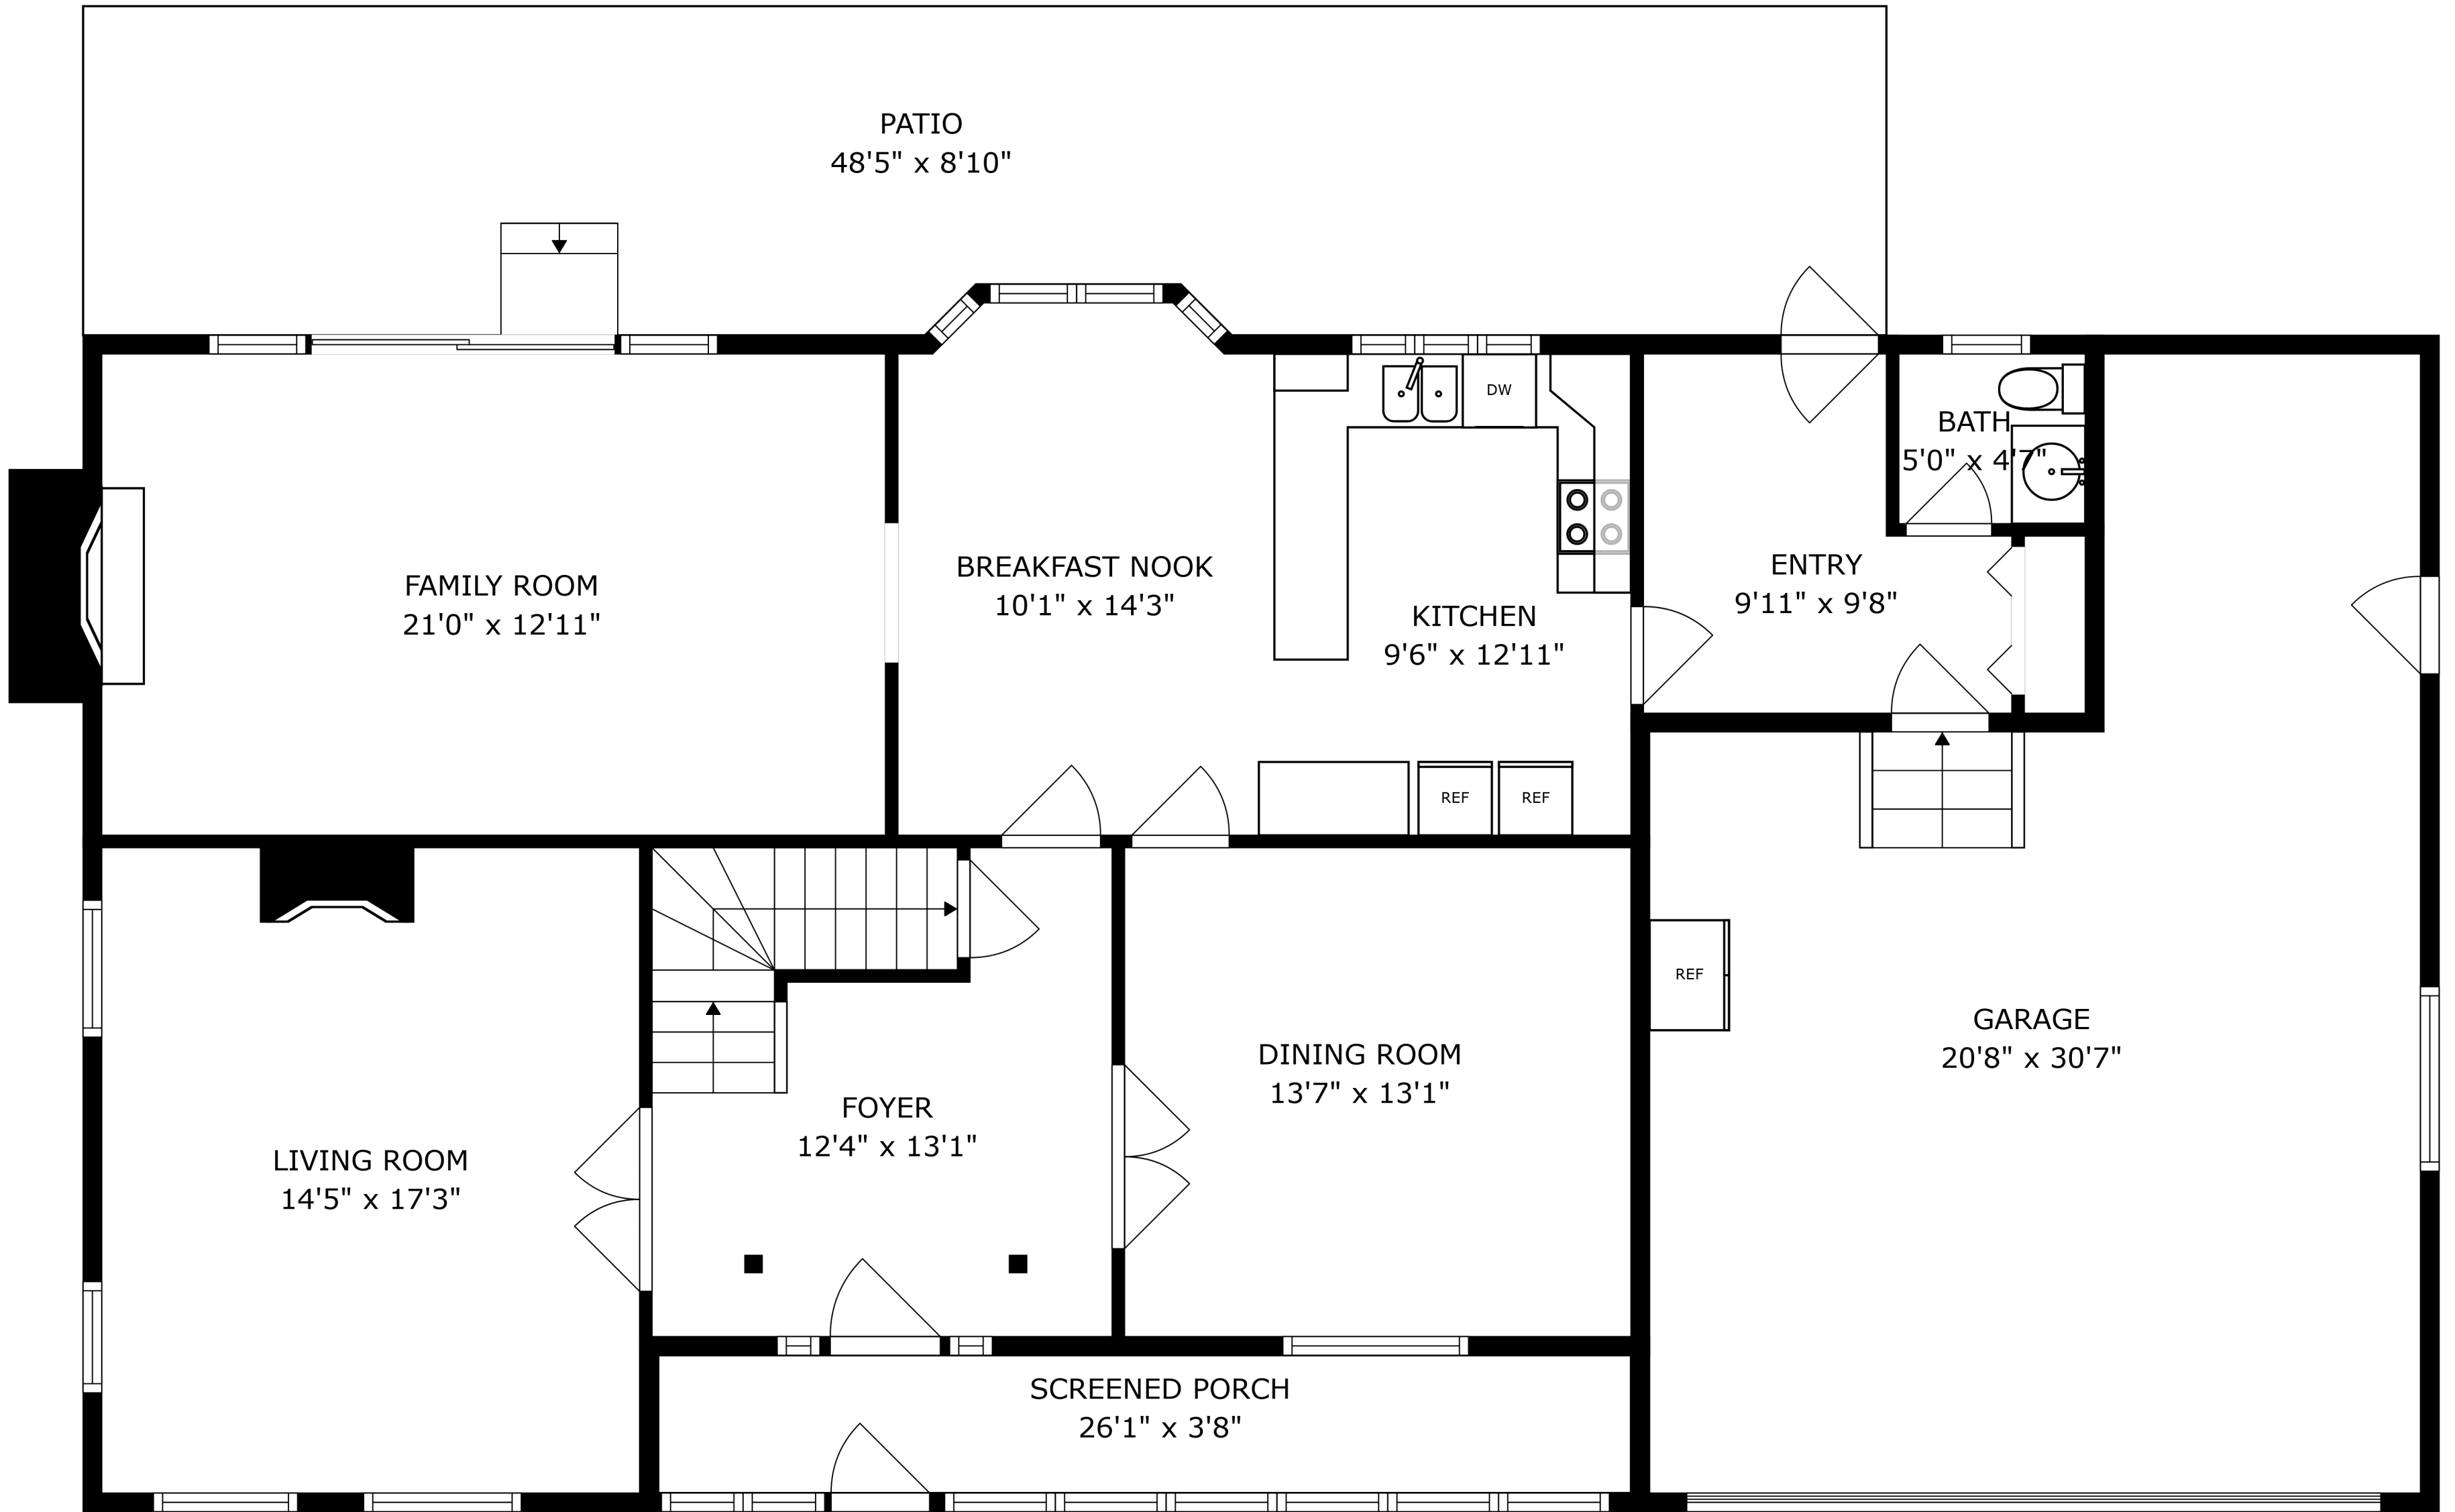 PATIO
48'5" x 8'10"
DW
BATH
5'0" x 4'7"
FAMILY ROOM
21'0" x 12'11"
BREAKFAST NOOK
10'1" x 14'3"
KITCHEN
9'6" x 12'11"
ENTRY
9'11" x 9'8"
REF
REF
REF
GARAGE
20'8" x 30'7"
DINING ROOM
13'7" x 13'1"
FOYER
12'4" x 13'1"
LIVING ROOM
14'5" x 17'3"
SCREENED PORCH
26'1" x 3'8"